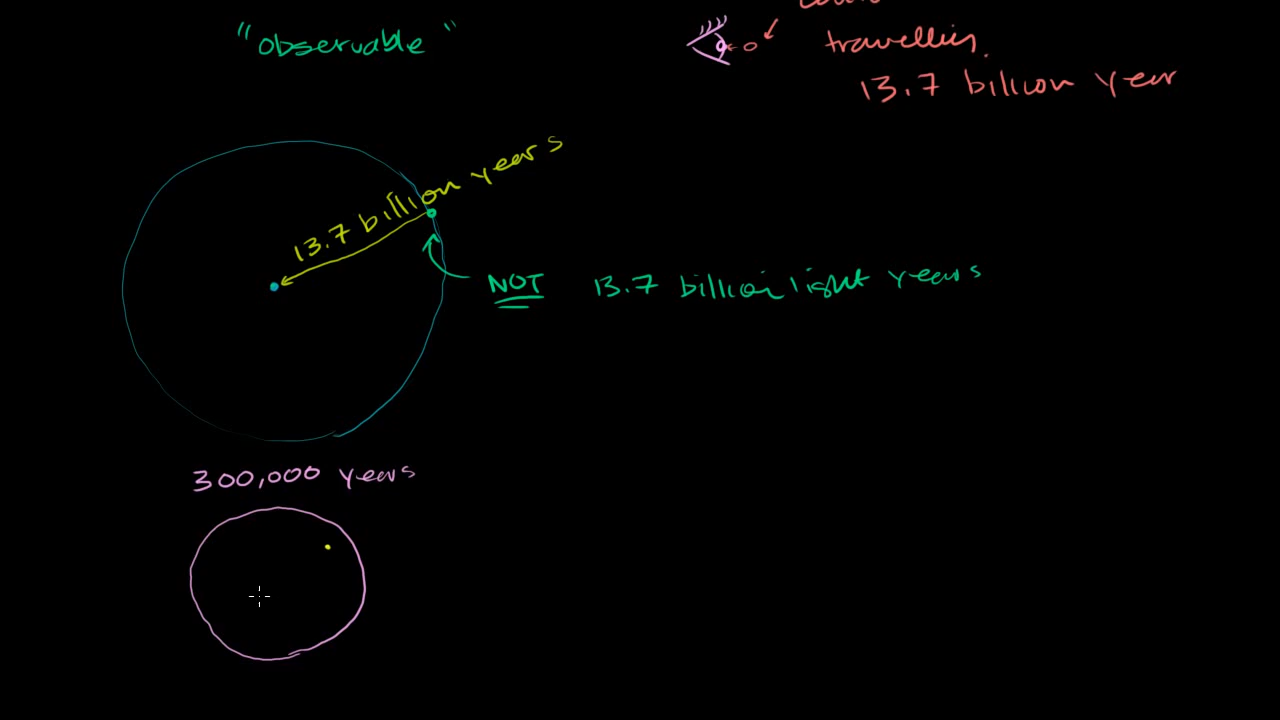 "observable"
travelling
13.7 billion year
13.7 billion years
NOT 13.7 billion light years
300,000 years